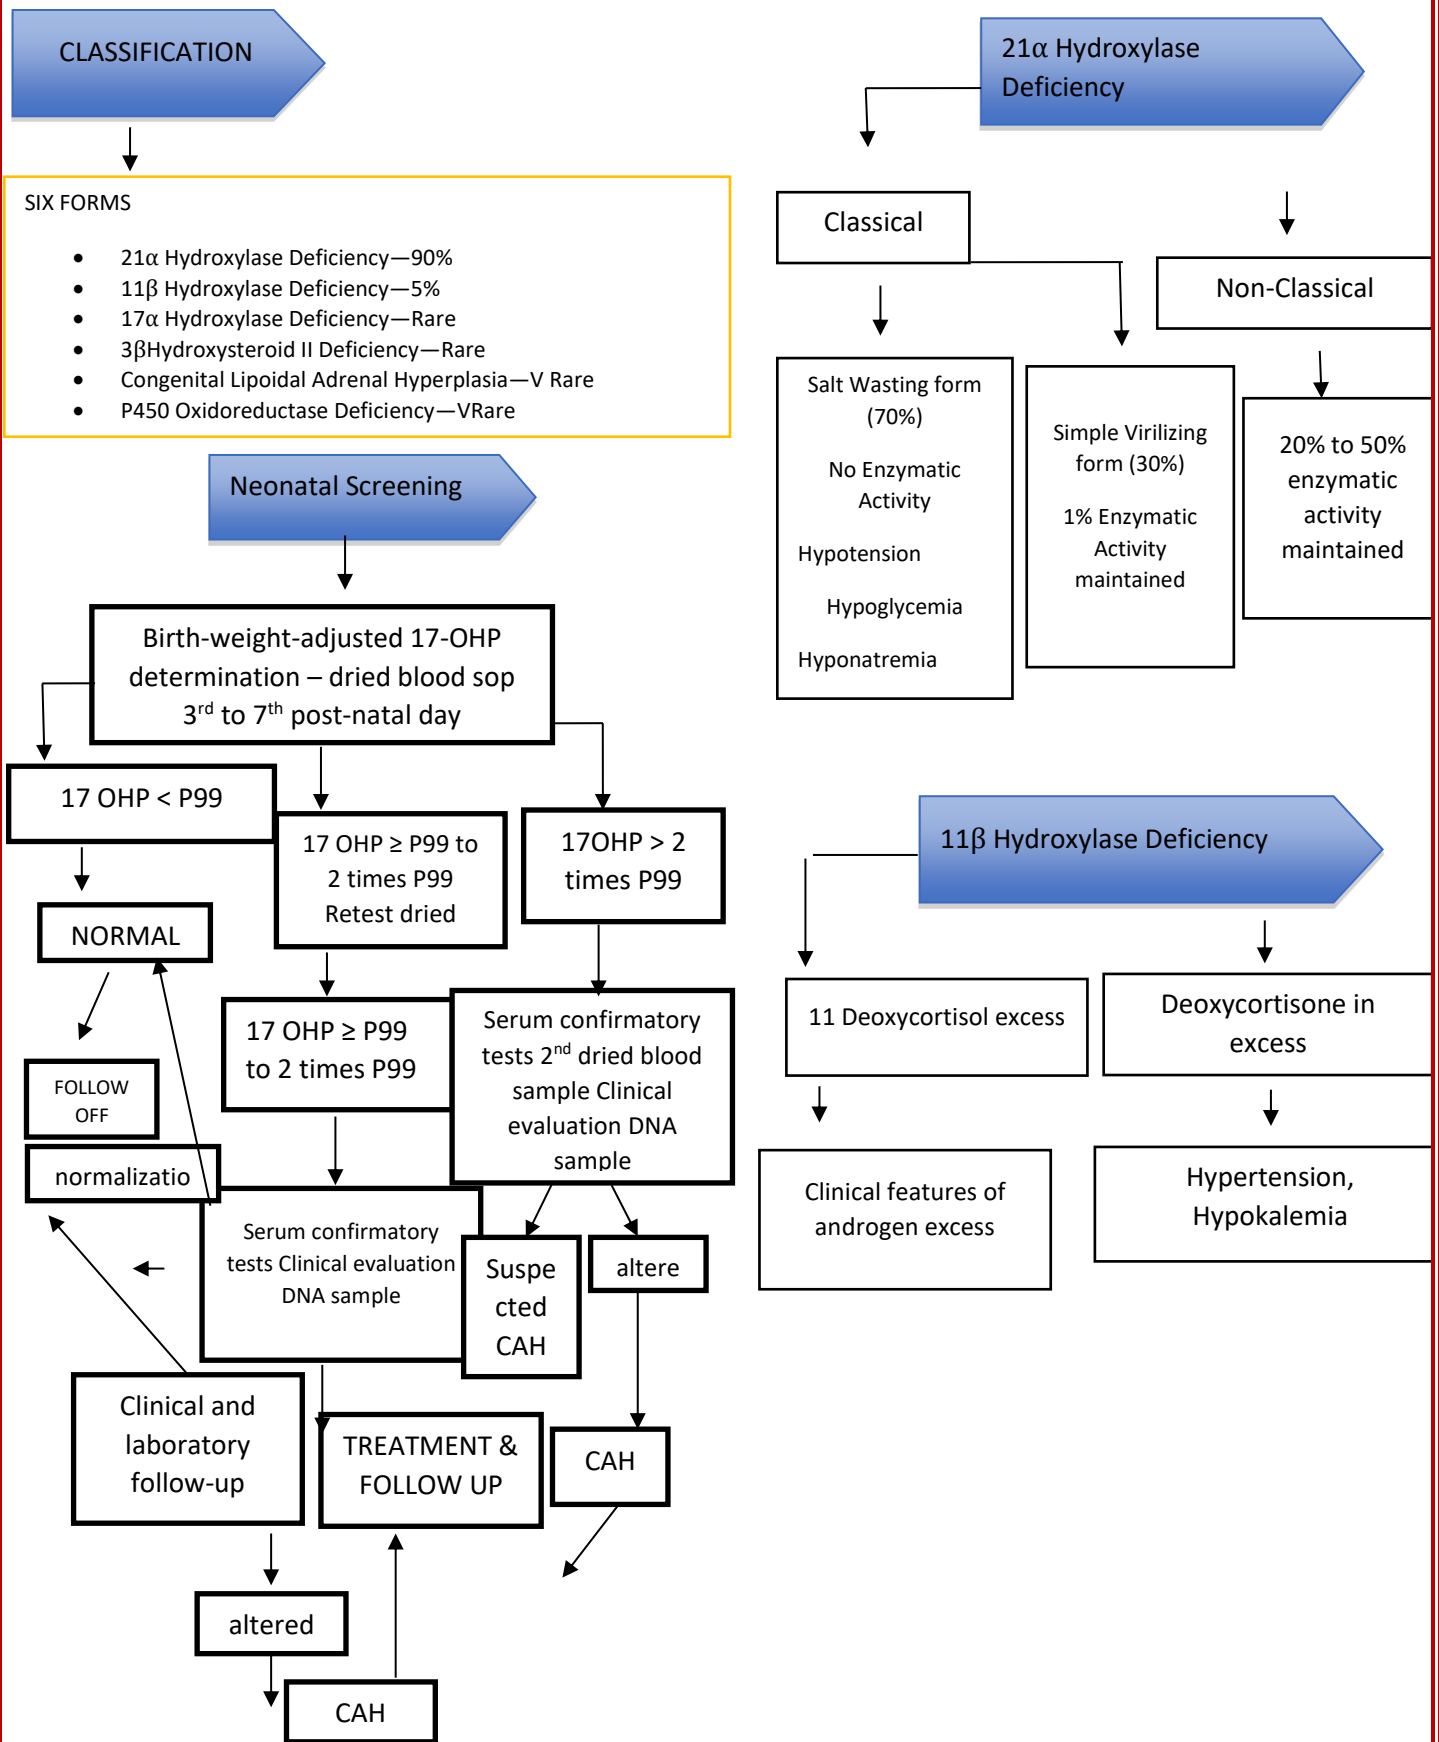 CLASSIFICATION
SIX FORMS
• 21α Hydroxylase Deficiency—90%
• 11β Hydroxylase Deficiency—5%
• 17α Hydroxylase Deficiency—Rare
• 3βHydroxysteroid II Deficiency—Rare
• Congenital Lipoidal Adrenal Hyperplasia—V Rare
• P450 Oxidoreductase Deficiency—VRare
Neonatal Screening
Birth-weight-adjusted 17-OHP
determination – dried blood sop
3rd to 7th post-natal day
17 OHP < P99
17 OHP ≥ P99 to
2 times P99
Retest dried
17OHP > 2
times P99
NORMAL
17 OHP ≥ P99
to 2 times P99
Serum confirmatory
tests 2nd dried blood
sample Clinical
evaluation DNA
sample
FOLLOW
OFF
normalizatio
Serum confirmatory
tests Clinical evaluation
DNA sample
Suspe
cted
CAH
altere
Clinical and
laboratory
follow-up
TREATMENT &
FOLLOW UP
CAH
altered
CAH
21α Hydroxylase
Deficiency
Classical
Non-Classical
Salt Wasting form
(70%)
No Enzymatic
Activity
Hypotension
Hypoglycemia
Hyponatremia
Simple Virilizing
form (30%)
1% Enzymatic
Activity
maintained
20% to 50%
enzymatic
activity
maintained
11β Hydroxylase Deficiency
11 Deoxycortisol excess
Deoxycortisone in
excess
Clinical features of
androgen excess
Hypertension,
Hypokalemia